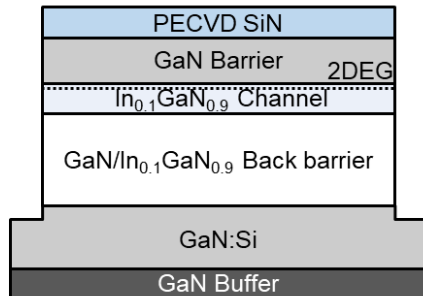 PECVD SiN
GaN Barrier
2DEG
In₀.₁GaN₀.₉ Channel
GaN/In₀.₁GaN₀.₉ Back barrier
GaN:Si
GaN Buffer